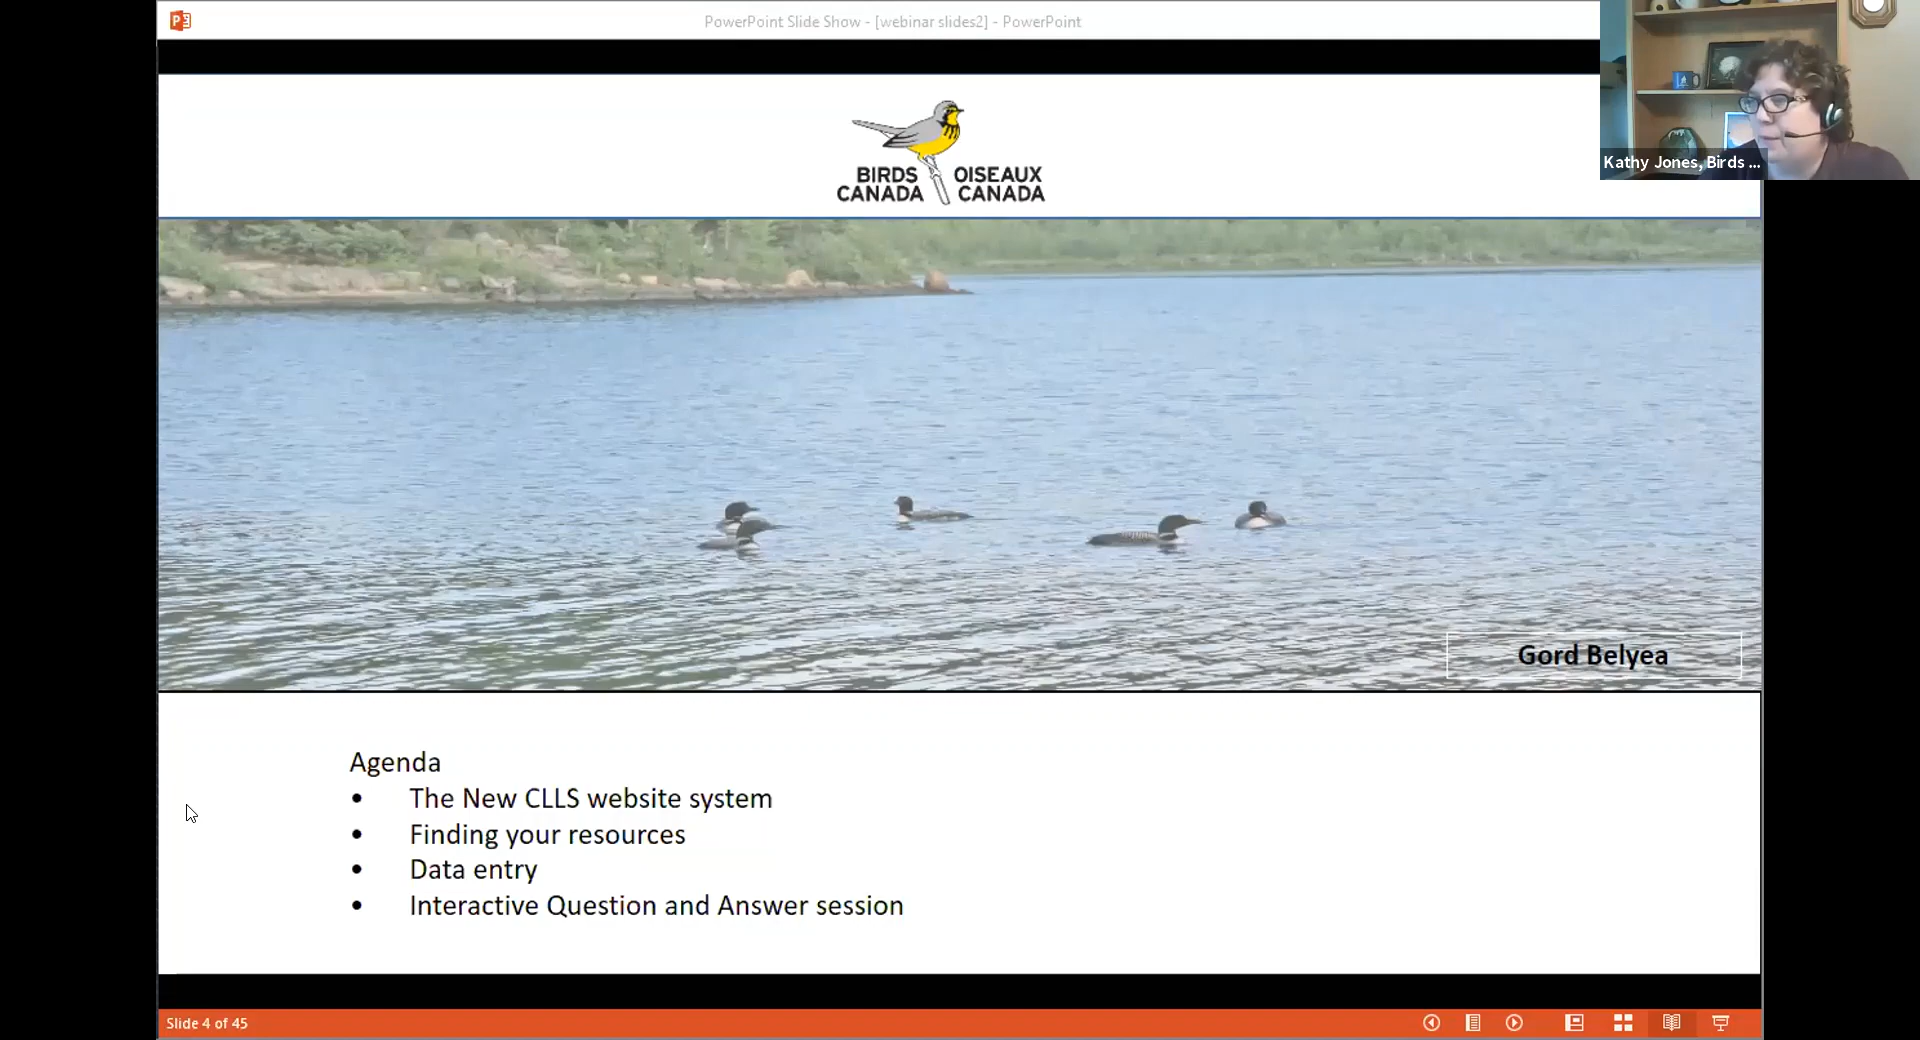 PowerPoint Slide Show - [webinar slides2] - PowerPoint
Kathy Jones, Birds ...
BIRDS CANADA
OISEAUX CANADA
Gord Belyea
Agenda
• The New CLLS website system
• Finding your resources
• Data entry
• Interactive Question and Answer session
Slide 4 of 45